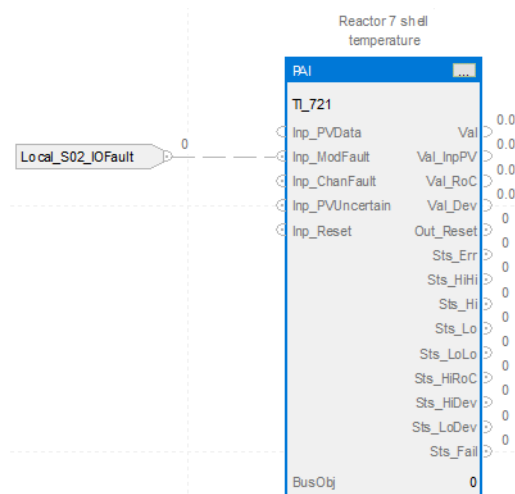 Reactor 7 shell
temperature
PAI ...
TI_721
Inp_PVData Val 0.0
Local_S02_IOFault 0 Inp_ModFault Val_InpPV 0.0
Inp_ChanFault Val_RoC 0.0
Inp_PVUncertain Val_Dev 0.0
Inp_Reset Out_Reset 0
Sts_Err 0
Sts_HiHi 0
Sts_Hi 0
Sts_Lo 0
Sts_LoLo 0
Sts_HiRoC 0
Sts_HiDev 0
Sts_LoDev 0
Sts_Fail 0
BusObj 0